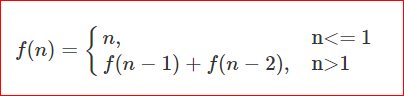 f(n) = { n, n<= 1
f(n − 1) + f(n − 2), n>1